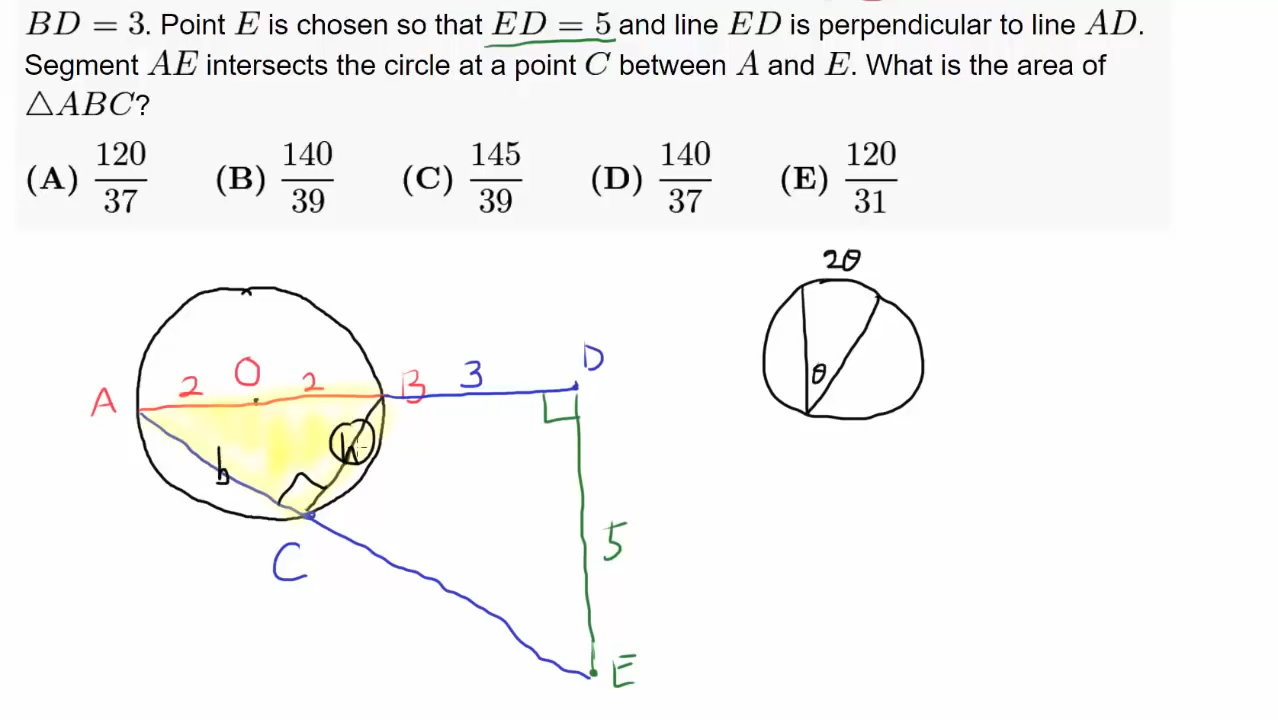 BD = 3. Point E is chosen so that ED = 5 and line ED is perpendicular to line AD.
Segment AE intersects the circle at a point C between A and E. What is the area of
△ABC?
(A) 120/37 (B) 140/39 (C) 145/39 (D) 140/37 (E) 120/31
2θ
θ
A 2 O 2 B 3 D
b h
C
5
E